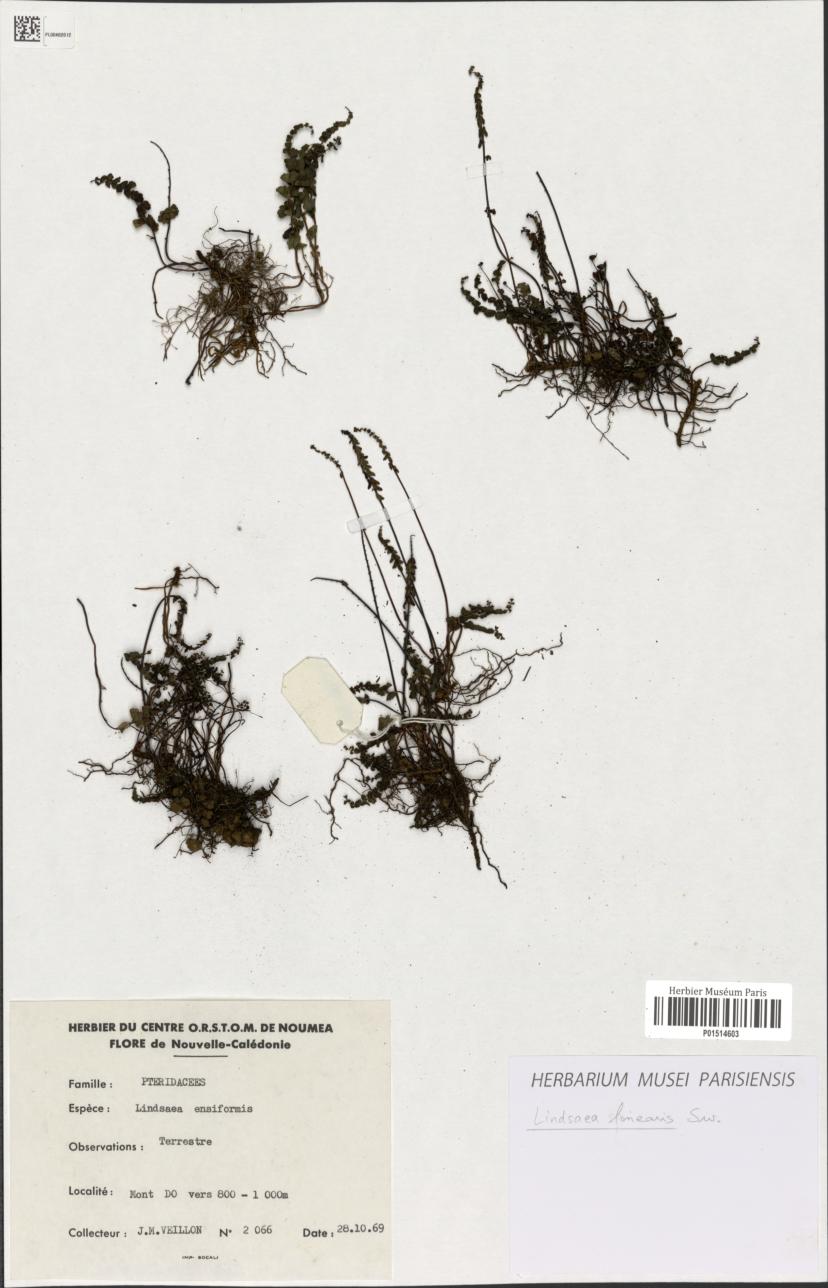 HERBIER DU CENTRE O.R.S.T.O.M. DE NOUMEA
FLORE de Nouvelle-Calédonie
Famille : PTERIDACEES
Espèce : Lindsaea ensiformis
Observations : Terrestre
Localité : Mont DO vers 800 - 1 000m
Collecteur : J.M.VEILLON N° 2 066 Date : 28.10.69
IMP. BOCALI
Herbier Muséum Paris
P01514603
HERBARIUM MUSEI PARISIENSIS
Lindsaea linearis Sw.